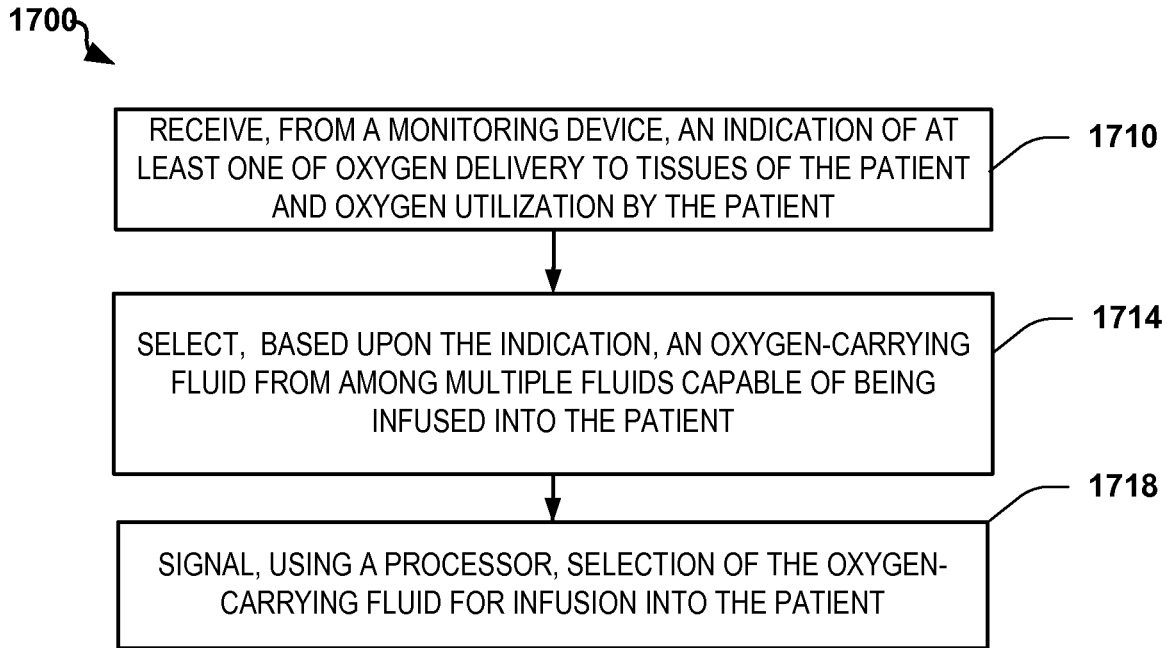 1700
RECEIVE, FROM A MONITORING DEVICE, AN INDICATION OF AT
LEAST ONE OF OXYGEN DELIVERY TO TISSUES OF THE PATIENT
AND OXYGEN UTILIZATION BY THE PATIENT
1710
SELECT, BASED UPON THE INDICATION, AN OXYGEN-CARRYING
FLUID FROM AMONG MULTIPLE FLUIDS CAPABLE OF BEING
INFUSED INTO THE PATIENT
1714
SIGNAL, USING A PROCESSOR, SELECTION OF THE OXYGEN-
CARRYING FLUID FOR INFUSION INTO THE PATIENT
1718